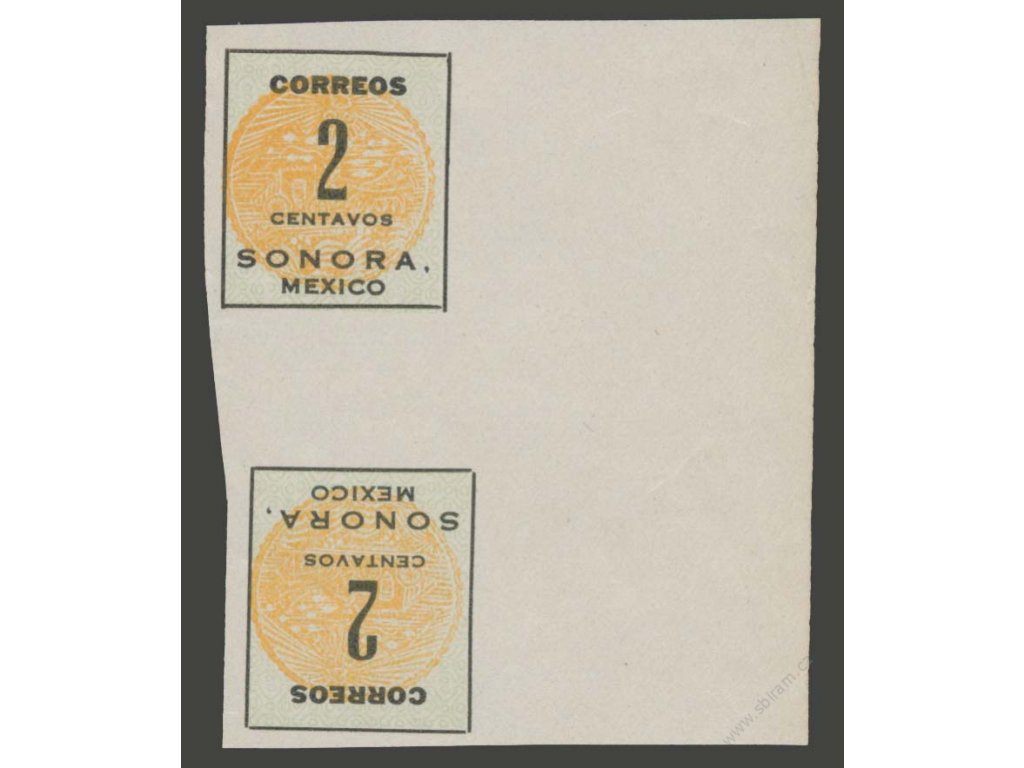 CORREOS
2
CENTAVOS
SONORA,
MEXICO
MEXICO
SONORA,
CENTAVOS
2
CORREOS
www.sbiram.cz